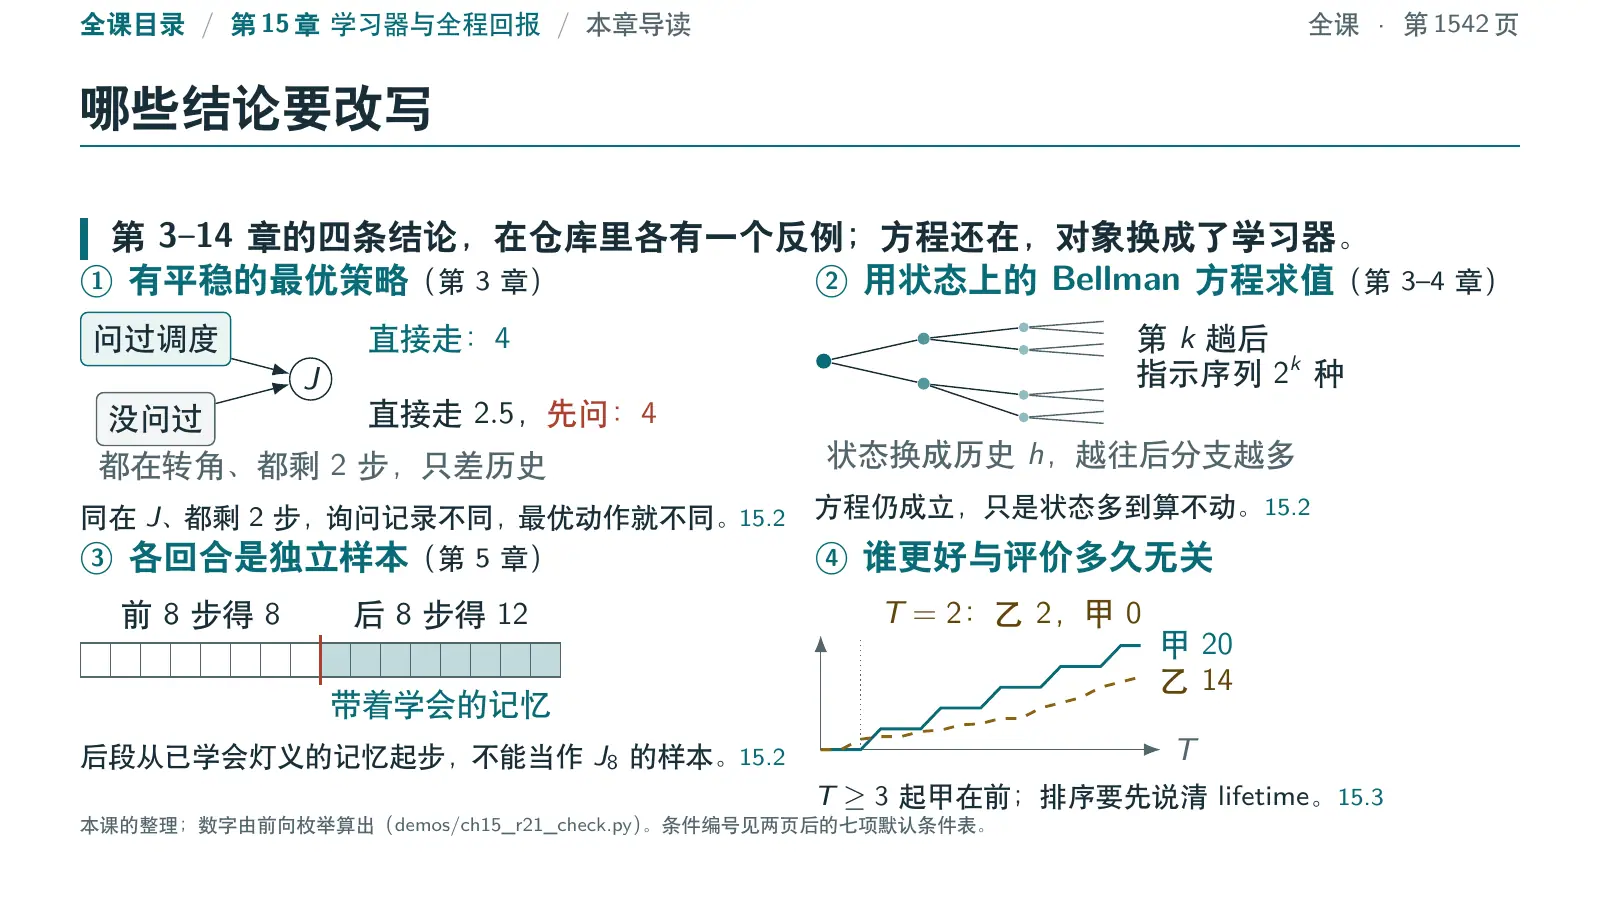 全课目录 / 第 15 章 学习器与全程回报 / 本章导读
全课 · 第 1542 页
哪些结论要改写
第 3–14 章的四条结论，在仓库里各有一个反例；方程还在，对象换成了学习器。
① 有平稳的最优策略（第 3 章）
问过调度
没问过
J
直接走：4
直接走 2.5，先问：4
都在转角、都剩 2 步，只差历史
同在 J、都剩 2 步，询问记录不同，最优动作就不同。15.2
② 用状态上的 Bellman 方程求值（第 3–4 章）
第 k 趟后
指示序列 2^k 种
状态换成历史 h，越往后分支越多
方程仍成立，只是状态多到算不动。15.2
③ 各回合是独立样本（第 5 章）
前 8 步得 8
后 8 步得 12
带着学会的记忆
后段从已学会灯义的记忆起步，不能当作 J₈ 的样本。15.2
④ 谁更好与评价多久无关
T = 2：乙 2，甲 0
甲 20
乙 14
T
T ≥ 3 起甲在前；排序要先说清 lifetime。15.3
本课的整理；数字由前向枚举算出（demos/ch15_r21_check.py）。条件编号见两页后的七项默认条件表。